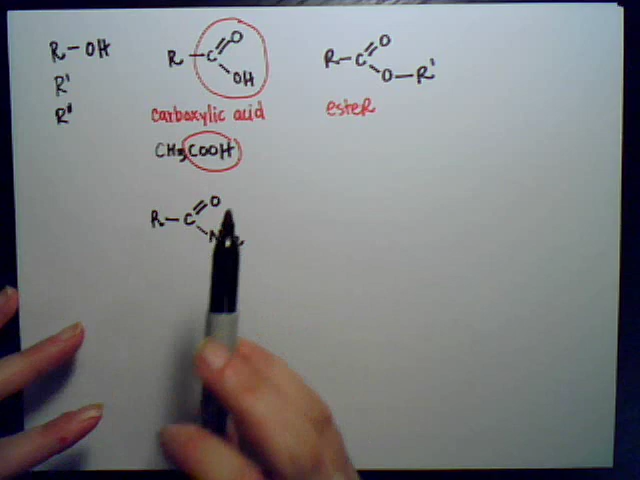 R-OH
R'
R"
R-C=O
OH
carboxylic acid
CH3COOH
R-C=O
O-R'
ester
R-C=O